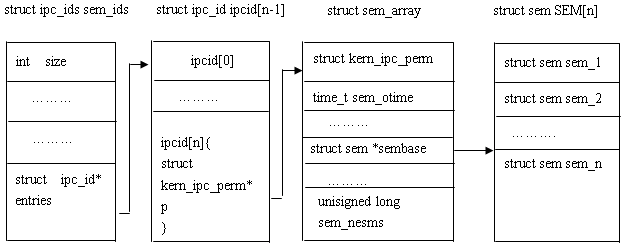 struct ipc_ids sem_ids
int size
………
………
struct ipc_id*
entries
struct ipc_id ipcid[n-1]
ipcid[0]
………
ipcid[n]{
struct
kern_ipc_perm*
p
}
struct sem_array
struct kern_ipc_perm
time_t sem_otime
………
struct sem *sembase
………
unisigned long
sem_nesms
struct sem SEM[n]
struct sem sem_1
struct sem sem_2
……….
struct sem sem_n